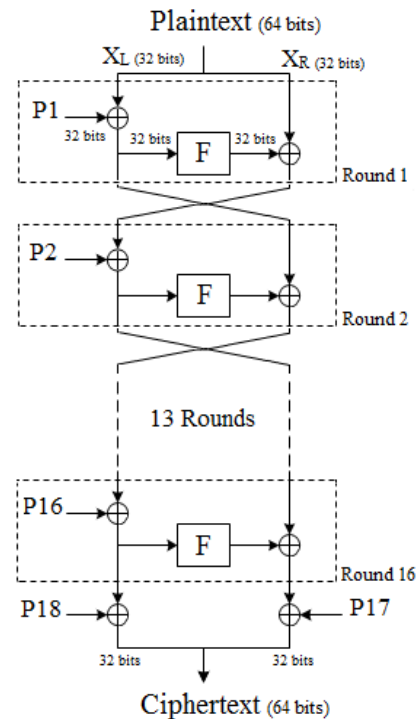 Plaintext (64 bits)
XL (32 bits) XR (32 bits)
P1
32 bits 32 bits F 32 bits
Round 1
P2
F
Round 2
13 Rounds
P16
F
Round 16
P18 P17
32 bits 32 bits
Ciphertext (64 bits)